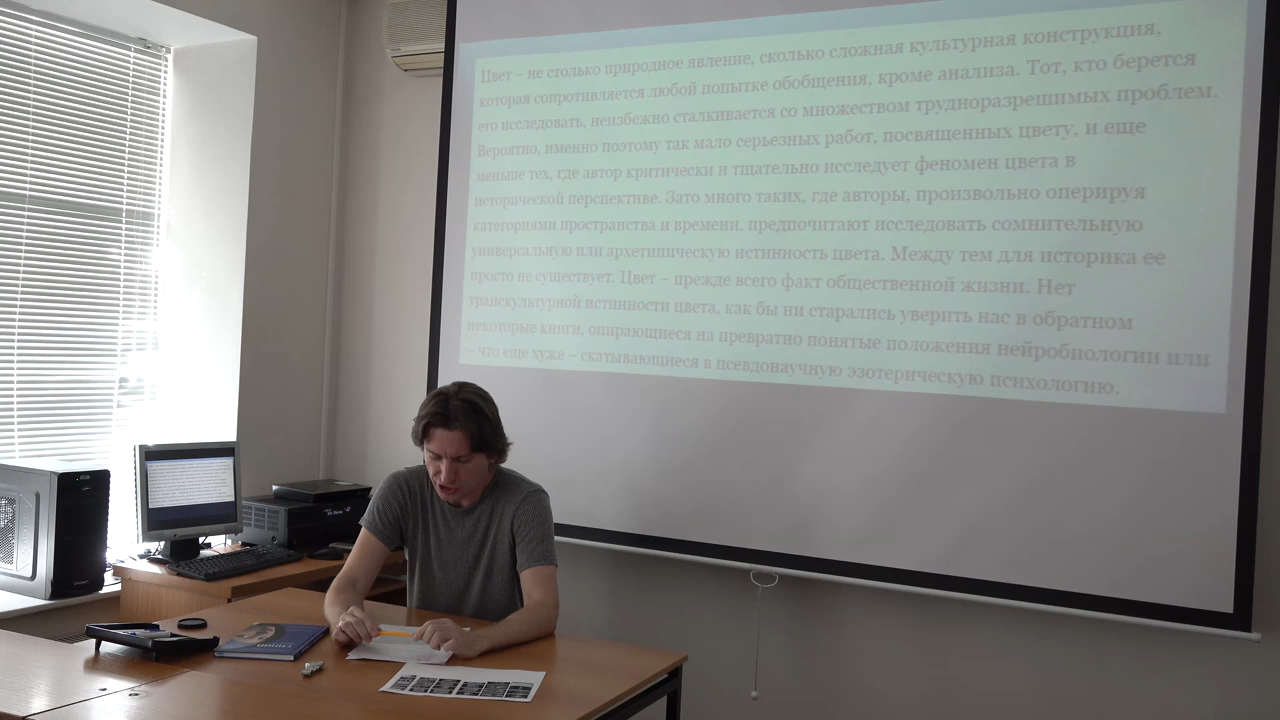 Цвет – не столько природное явление, сколько сложная культурная конструкция,
которая сопротивляется любой попытке обобщения, кроме анализа. Тот, кто берется
его исследовать, неизбежно сталкивается со множеством трудноразрешимых проблем.
Вероятно, именно поэтому так мало серьезных работ, посвященных цвету, и еще
меньше тех, где автор критически и тщательно исследует феномен цвета в
исторической перспективе. Зато много таких, где авторы, произвольно оперируя
категориями пространства и времени, предпочитают исследовать сомнительную
универсальную или архетипическую истинность цвета. Между тем для историка ее
просто не существует. Цвет – прежде всего факт общественной жизни. Нет
транскультурной истинности цвета, как бы ни старались уверить нас в обратном
некоторые книги, опирающиеся на превратно понятые положения нейробиологии или
– что еще хуже – скатывающиеся в псевдонаучную эзотерическую психологию.